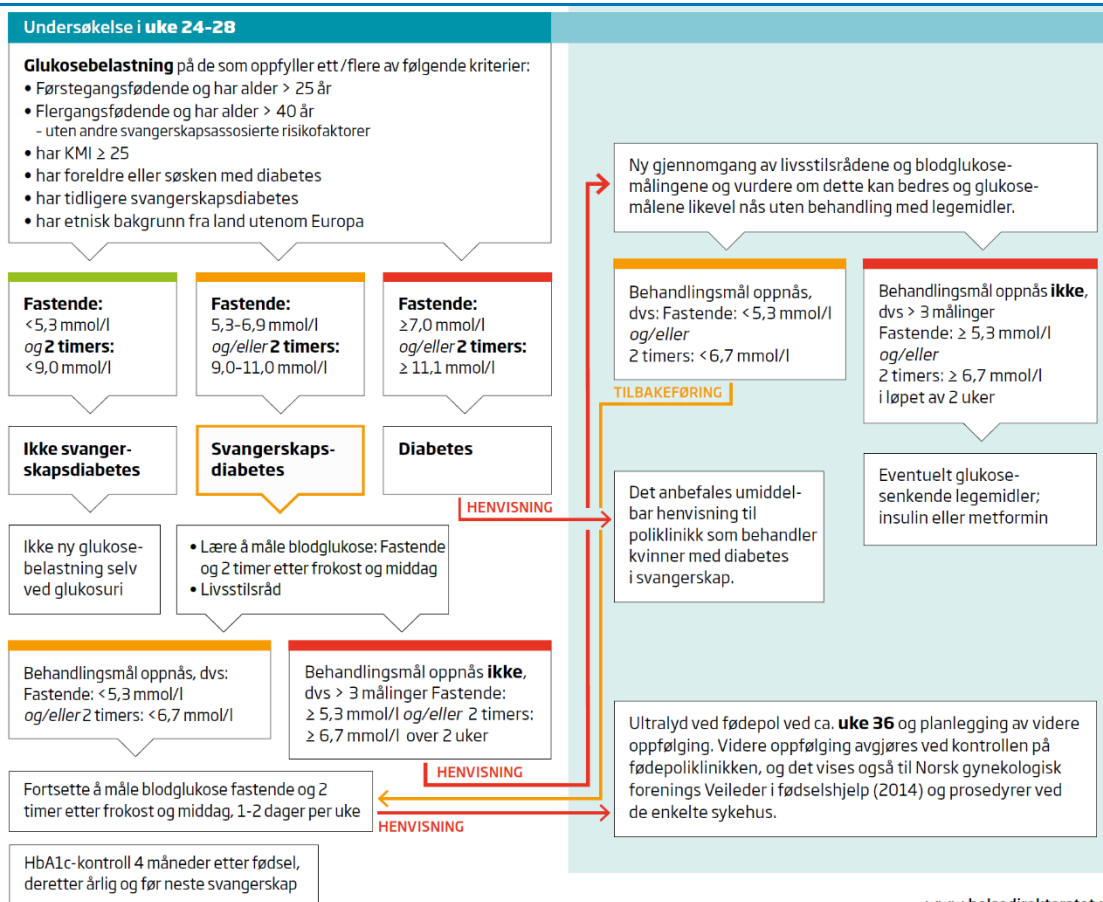 Undersøkelse i uke 24-28
Glukosebelastning på de som oppfyller ett/flere av følgende kriterier:
• Førstegangsfødende og har alder > 25 år
• Flergangsfødende og har alder > 40 år
– uten andre svangerskapsassosierte risikofaktorer
• har KMI ≥ 25
• har foreldre eller søsken med diabetes
• har tidligere svangerskapsdiabetes
• har etnisk bakgrunn fra land utenom Europa
Fastende:
<5,3 mmol/l
og 2 timers:
<9,0 mmol/l
Fastende:
5,3-6,9 mmol/l
og/eller 2 timers:
9,0-11,0 mmol/l
Fastende:
≥7,0 mmol/l
og/eller 2 timers:
≥ 11,1 mmol/l
Ikke svanger-
skapsdiabetes
Svangerskaps-
diabetes
Diabetes
HENVISNING
Ikke ny glukose-
belastning selv
ved glukosuri
• Lære å måle blodglukose: Fastende
og 2 timer etter frokost og middag
• Livsstilsråd
Behandlingsmål oppnås, dvs:
Fastende: <5,3 mmol/l
og/eller 2 timers: <6,7 mmol/l
Behandlingsmål oppnås ikke,
dvs > 3 målinger Fastende:
≥ 5,3 mmol/l og/eller 2 timers:
≥ 6,7 mmol/l over 2 uker
HENVISNING
Fortsette å måle blodglukose fastende og 2
timer etter frokost og middag, 1-2 dager per uke
HENVISNING
HbA1c-kontroll 4 måneder etter fødsel,
deretter årlig og før neste svangerskap
Ny gjennomgang av livsstilsrådene og blodglukose-
målingene og vurdere om dette kan bedres og glukose-
målene likevel nås uten behandling med legemidler.
Behandlingsmål oppnås,
dvs: Fastende: <5,3 mmol/l
og/eller
2 timers: <6,7 mmol/l
TILBAKEFØRING
Behandlingsmål oppnås ikke,
dvs > 3 målinger
Fastende: ≥ 5,3 mmol/l
og/eller
2 timers: ≥ 6,7 mmol/l
i løpet av 2 uker
Eventuelt glukose-
senkende legemidler;
insulin eller metformin
Det anbefales umiddel-
bar henvisning til
poliklinikk som behandler
kvinner med diabetes
i svangerskap.
Ultralyd ved fødepol ved ca. uke 36 og planlegging av videre
oppfølging. Videre oppfølging avgjøres ved kontrollen på
fødepoliklinikken, og det vises også til Norsk gynekologisk
forenings Veileder i fødselshjelp (2014) og prosedyrer ved
de enkelte sykehus.